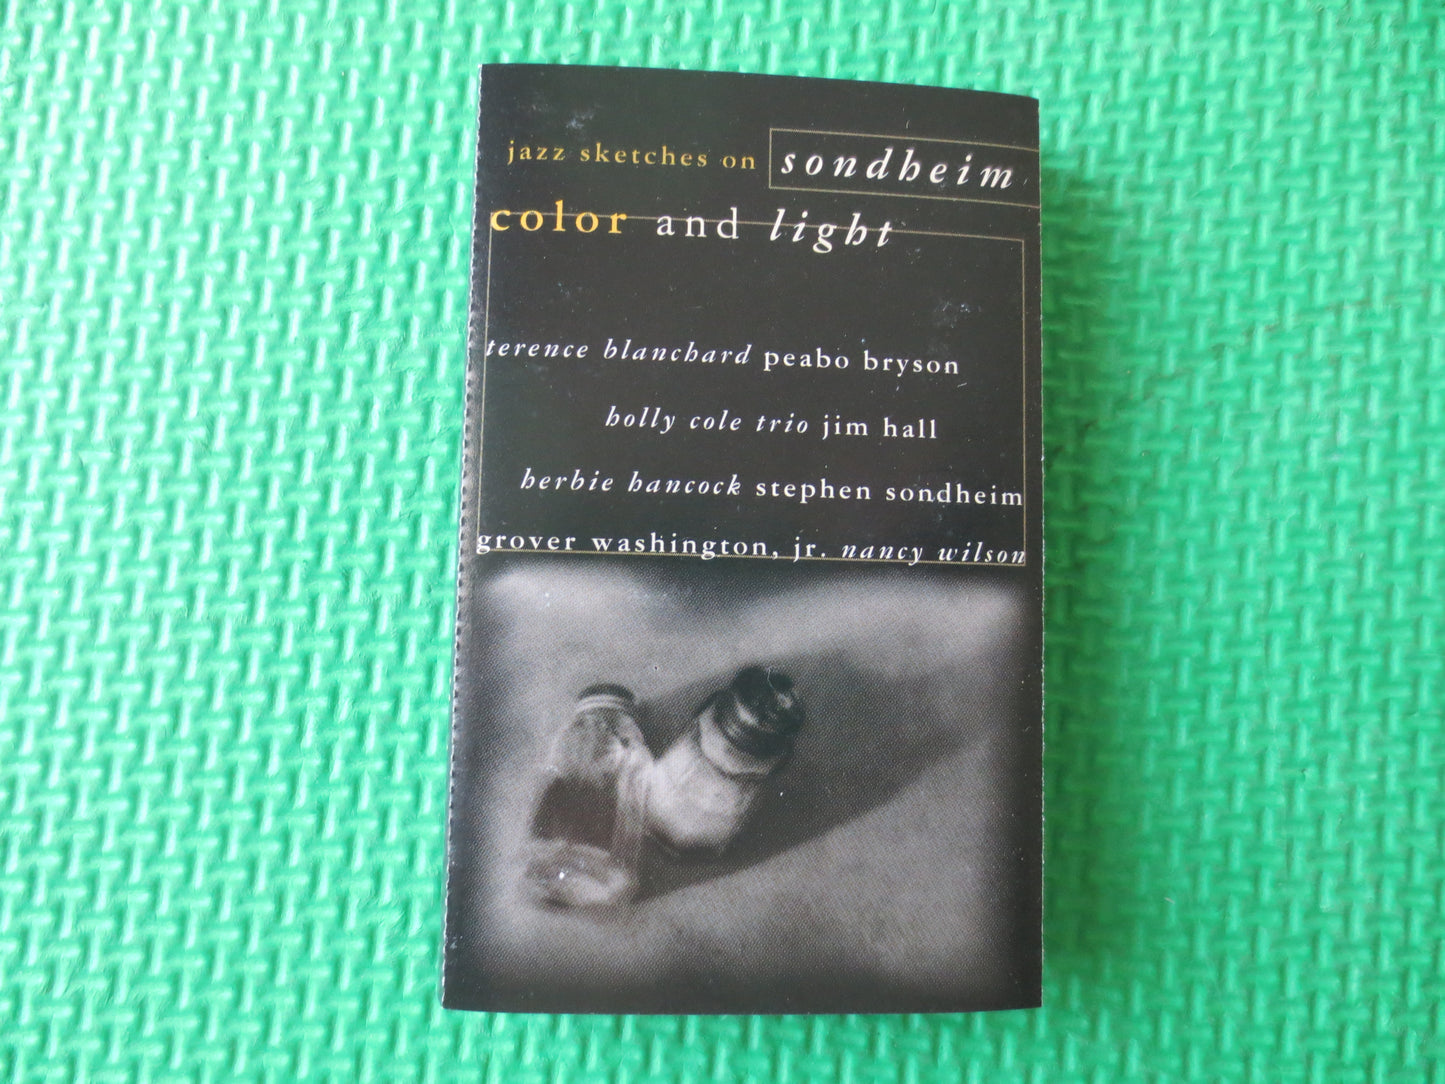 jazz sketches on sondheim
color and light
terence blanchard peabo bryson
holly cole trio jim hall
herbie hancock stephen sondheim
grover washington, jr. nancy wilson